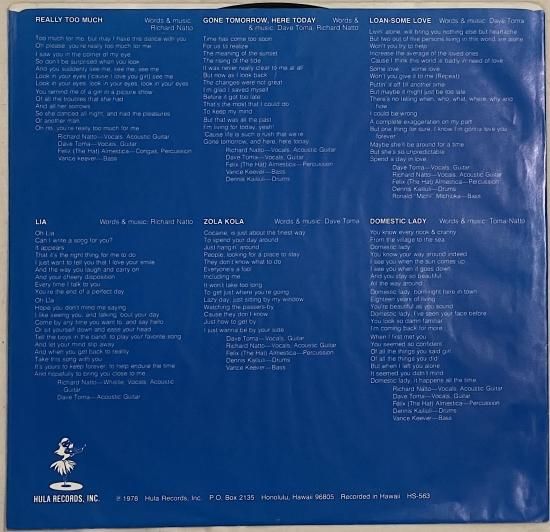 REALLY TOO MUCH Words & music:
Richard Natto
Too much for me, but may I have this dance with you
Oh please, you're really too much for me
I saw you in the corner of my eye
So don't be surprised when you look
And you suddenly see me, see me, see me
Look in your eyes ('cause I love you girl) see me
Look in your eyes, look in your eyes, look in your eyes
You remind me of a girl in a picture show
Of all the troubles that she had
And all her sorrows
So she danced all night, and had the pleasures
Of another man
Oh no, you're really too much for me
Richard Natto—Vocals, Acoustic Guitar
Dave Toma—Vocals, Guitar
Felix (The Hat) Almestica—Congas, Percussion
Vance Keever—Bass
GONE TOMORROW, HERE TODAY Words &
& music: Dave Toma, Richard Natto
Time has come too soon
For us to realize
The meaning of the sunset
The rising of the tide
It was never really clear to me at all
But now as I look back
The changes were not great
I'm glad I saved myself
Before it got too late
That's the most that I could do
To keep my mind
But that was all the past
I'm living for today, yeah!
'Cause life is such a rush that we're
Gone tomorrow, and here, here today
Richard Natto—Vocals, Acoustic Guitar
Dave Toma—Vocals, Guitar
Felix (The Hat) Almestica—Percussion
Vance Keever—Bass
Dennis Kailiuli—Drums
LOAN-SOME LOVE Words & music: Dave Toma
Livin' alone, will bring you nothing else but heartache
But two out of five persons living in this world are alone
Won't you try to help
Increase the average of the loved ones
'Cause I think this world is badly in need of love
Some love some love
Won't you give it to me (Repeat)
Puttin' it off 'til another time
But maybe it might just be too late
There's no telling when, who, what, where, why and
how
I could be wrong
A complete exaggeration on my part
But one thing for sure, I know I'm gonna love you
forever
Maybe she'll be around for a time
But she's so unpredictable
Spend a day in love
Dave Toma—Vocals, Guitar
Richard Natto—Vocals, Acoustic Guitar
Felix (The Hat) Almestica—Percussion
Vance Keever—Bass
Dennis Kailiuli—Drums
Ronald "Michi" Michioka—Bass
LIA Words & music: Richard Natto
Oh Lia
Can I write a song for you?
It appears
That it's the right thing for me to do
I just want to tell you that I love your smile
And the way you laugh and carry on
And your cheery disposition
Every time I talk to you
You're the end of a perfect day
Oh Lia
Hope you don't mind me saying
I like seeing you, and talking 'bout your day
Come by any time you want to, and say hello
Or sit yourself down and ease your head
Tell the boys in the band, to play your favorite song
And let your mind slip away
And when you get back to reality
Take this song with you
It's yours to keep forever, to help endure the time
And hopefully to bring you close to me
Richard Natto—Whistle, Vocals, Acoustic
Guitar
Dave Toma—Acoustic Guitar
ZOLA KOLA Words & music: Dave Toma
Cocaine, is just about the finest way
To spend your day around
Just hangin' around
People, looking for a place to stay
They don't know what to do
Everyone's a fool
Including me
It won't take too long
To get just where you're going
Lazy day, just sitting by my window
Watching the passers-by
Cause they don't know
Just how to get by
I just wanna be by your side
Dave Toma—Vocals, Guitar
Richard Natto—Vocals, Acoustic Guitar
Felix (The Hat) Almestica—Percussion
Dennis Kailiuli—Drums
Vance Keever—Bass
DOMESTIC LADY Words & music: Toma-Natto
You know every nook & cranny
From the village to the sea
Domestic lady
You know your way around indeed
I see you when the sun comes up
I see you when it goes down
And you stay so beautiful
All the way around
Domestic lady, born right here in town
Eighteen years of living
You're beautiful as you sound
Domestic lady, I've seen your face before
You look so damn familiar
I'm coming back for more
When I first met you
You seemed so confident
Of all the things you said girl
Of all the things you did
But when I left you alone
It seemed you didn't mind
Domestic lady, it happens all the time
Richard Natto—Vocals, Acoustic Guitar
Dave Toma—Vocals, Guitar
Felix (The Hat) Almestica—Percussion
Dennis Kailiuli—Drums
Vance Keever—Bass
HULA RECORDS, INC. ℗ 1978 Hula Records, Inc. P.O. Box 2135 Honolulu, Hawaii 96805 Recorded in Hawaii HS-563